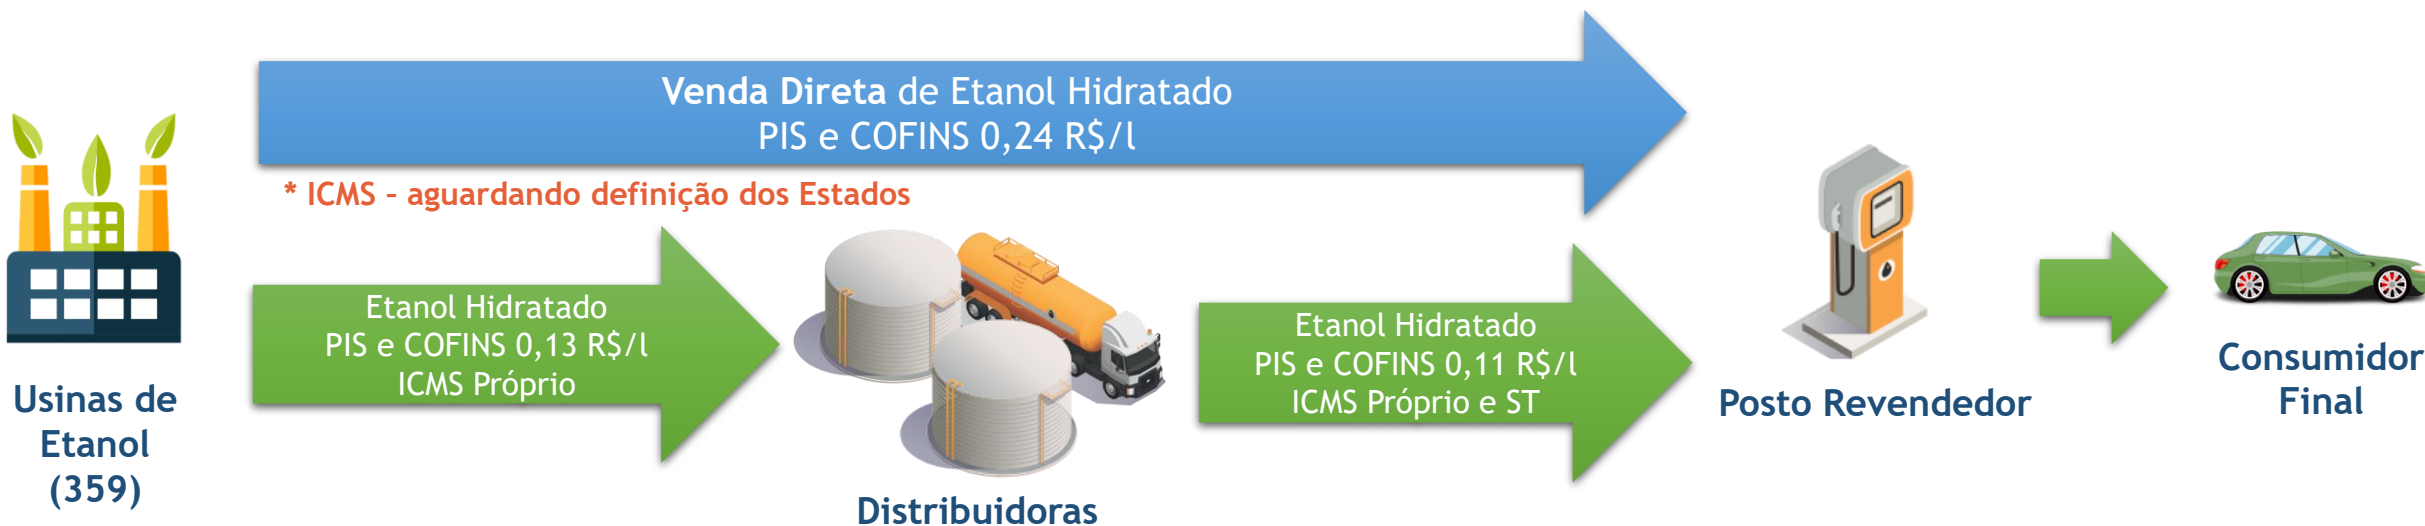 Venda Direta de Etanol Hidratado
PIS e COFINS 0,24 R$/l
* ICMS – aguardando definição dos Estados
Etanol Hidratado
PIS e COFINS 0,13 R$/l
ICMS Próprio
Etanol Hidratado
PIS e COFINS 0,11 R$/l
ICMS Próprio e ST
Usinas de
Etanol
(359)
Distribuidoras
Posto Revendedor
Consumidor
Final